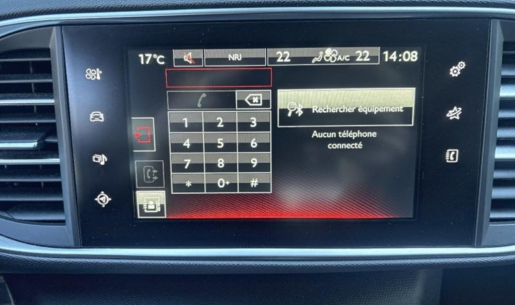 17°C N/U 22 A/C 22 14:08
Rechercher équipement
1 2 3
4 5 6
7 8 9
* 0+ #
Aucun téléphone
connecté